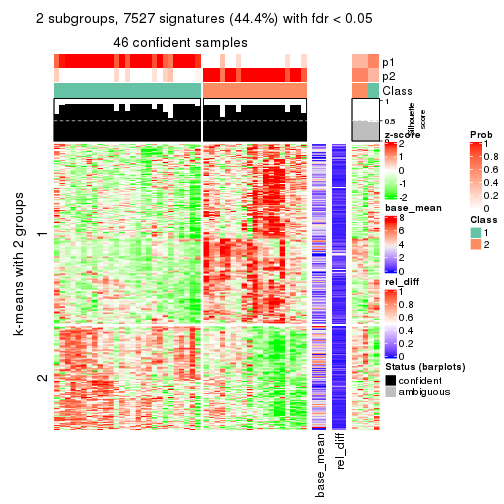 2 subgroups, 7527 signatures (44.4%) with fdr < 0.05
46 confident samples
p1
p2
Class
1
0.5
0
Silhouette
score
k-means with 2 groups
1
2
base_mean
rel_diff
z-score
2
1
0
-1
-2
base_mean
8
6
4
2
0
rel_diff
1
0.8
0.6
0.4
0.2
0
Status (barplots)
confident
ambiguous
Prob
1
0.8
0.6
0.4
0.2
0
Class
1
2